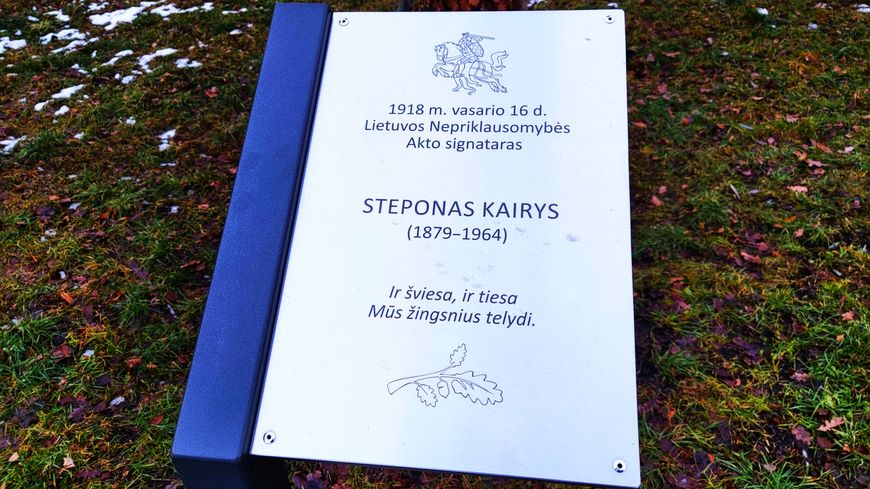 1918 m. vasario 16 d.
Lietuvos Nepriklausomybės
Akto signataras
STEPONAS KAIRYS
(1879–1964)
Ir šviesa, ir tiesa
Mūs žingsnius telydi.